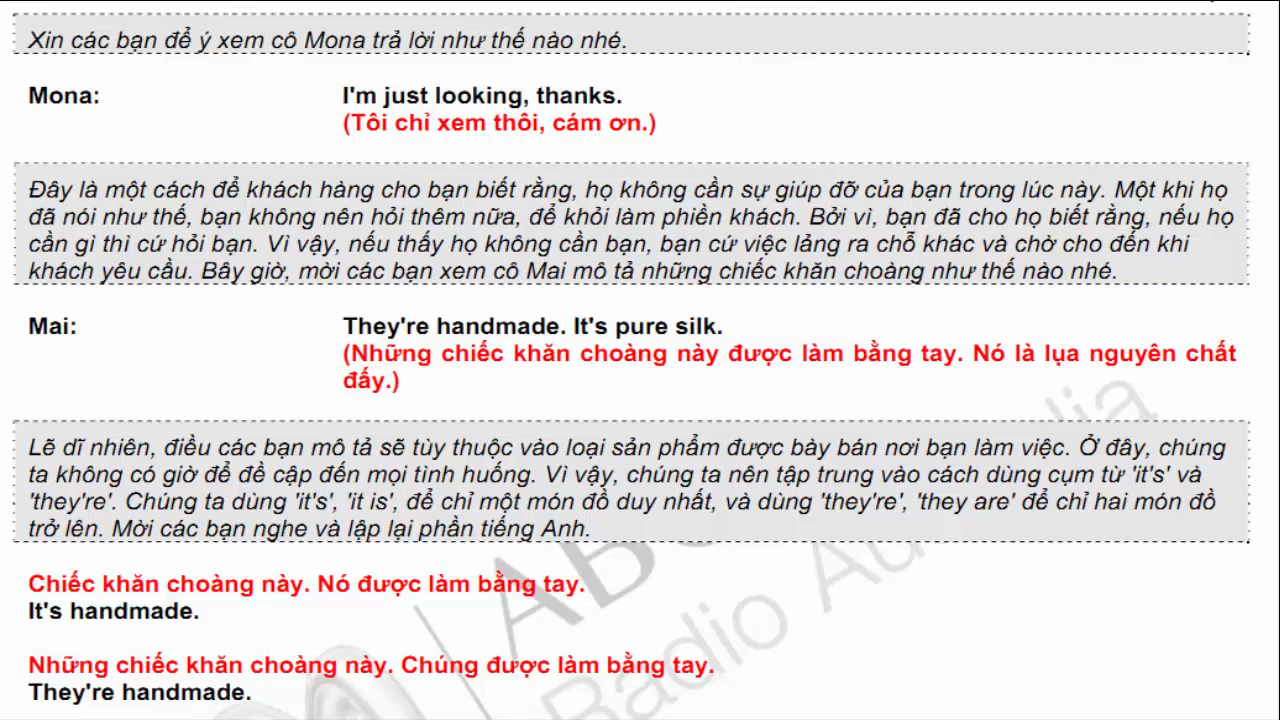 Xin các bạn để ý xem cô Mona trả lời như thế nào nhé.
Mona: I'm just looking, thanks.
(Tôi chỉ xem thôi, cám ơn.)
Đây là một cách để khách hàng cho bạn biết rằng, họ không cần sự giúp đỡ của bạn trong lúc này. Một khi họ
đã nói như thế, bạn không nên hỏi thêm nữa, để khỏi làm phiền khách. Bởi vì, bạn đã cho họ biết rằng, nếu họ
cần gì thì cứ hỏi bạn. Vì vậy, nếu thấy họ không cần bạn, bạn cứ việc lảng ra chỗ khác và chờ cho đến khi
khách yêu cầu. Bây giờ, mời các bạn xem cô Mai mô tả những chiếc khăn choàng như thế nào nhé.
Mai: They're handmade. It's pure silk.
(Những chiếc khăn choàng này được làm bằng tay. Nó là lụa nguyên chất
đấy.)
Lẽ dĩ nhiên, điều các bạn mô tả sẽ tùy thuộc vào loại sản phẩm được bày bán nơi bạn làm việc. Ở đây, chúng
ta không có giờ để đề cập đến mọi tình huống. Vì vậy, chúng ta nên tập trung vào cách dùng cụm từ 'it's' và
'they're'. Chúng ta dùng 'it's', 'it is', để chỉ một món đồ duy nhất, và dùng 'they're', 'they are' để chỉ hai món đồ
trở lên. Mời các bạn nghe và lập lại phần tiếng Anh.
Chiếc khăn choàng này. Nó được làm bằng tay.
It's handmade.
Những chiếc khăn choàng này. Chúng được làm bằng tay.
They're handmade.
Radio